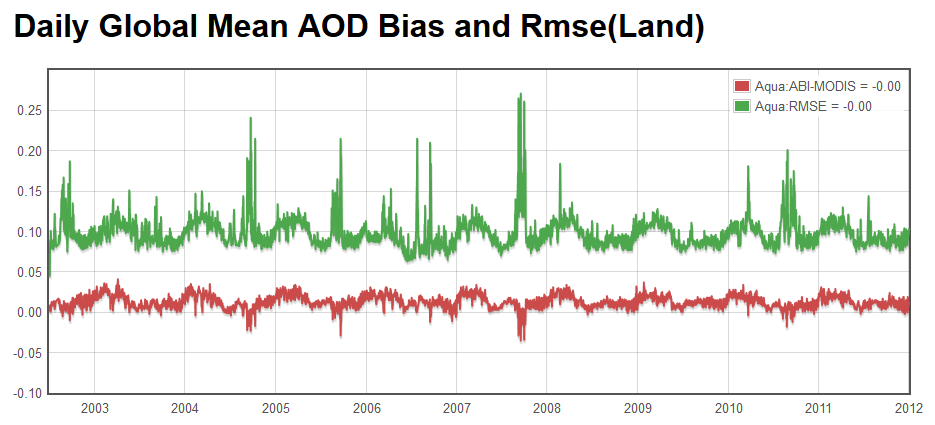 Daily Global Mean AOD Bias and Rmse(Land)
Aqua:ABI-MODIS = -0.00
Aqua:RMSE = -0.00
0.25
0.20
0.15
0.10
0.05
0.00
-0.05
-0.10
2003 2004 2005 2006 2007 2008 2009 2010 2011 2012